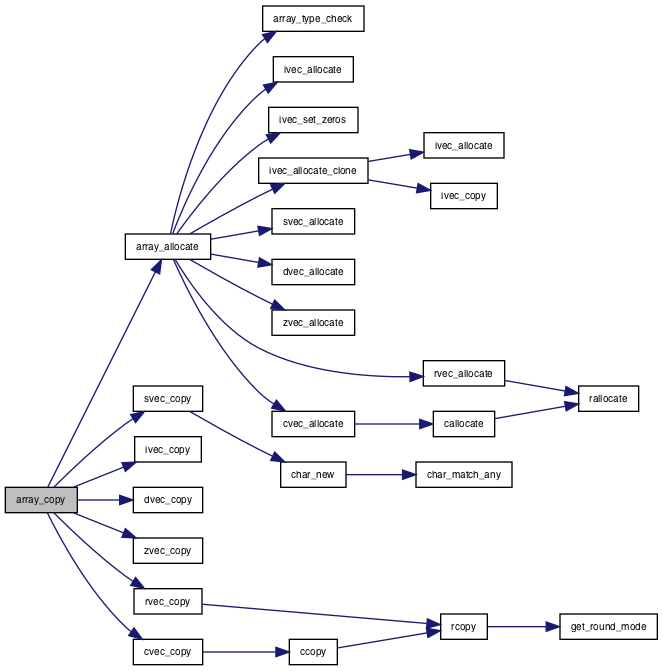 array_type_check
ivec_allocate
ivec_set_zeros
ivec_allocate
ivec_allocate_clone
ivec_copy
svec_allocate
array_allocate
dvec_allocate
zvec_allocate
rvec_allocate
svec_copy
rallocate
cvec_allocate
callocate
ivec_copy
char_new
char_match_any
array_copy
dvec_copy
zvec_copy
rvec_copy
rcopy
get_round_mode
cvec_copy
ccopy